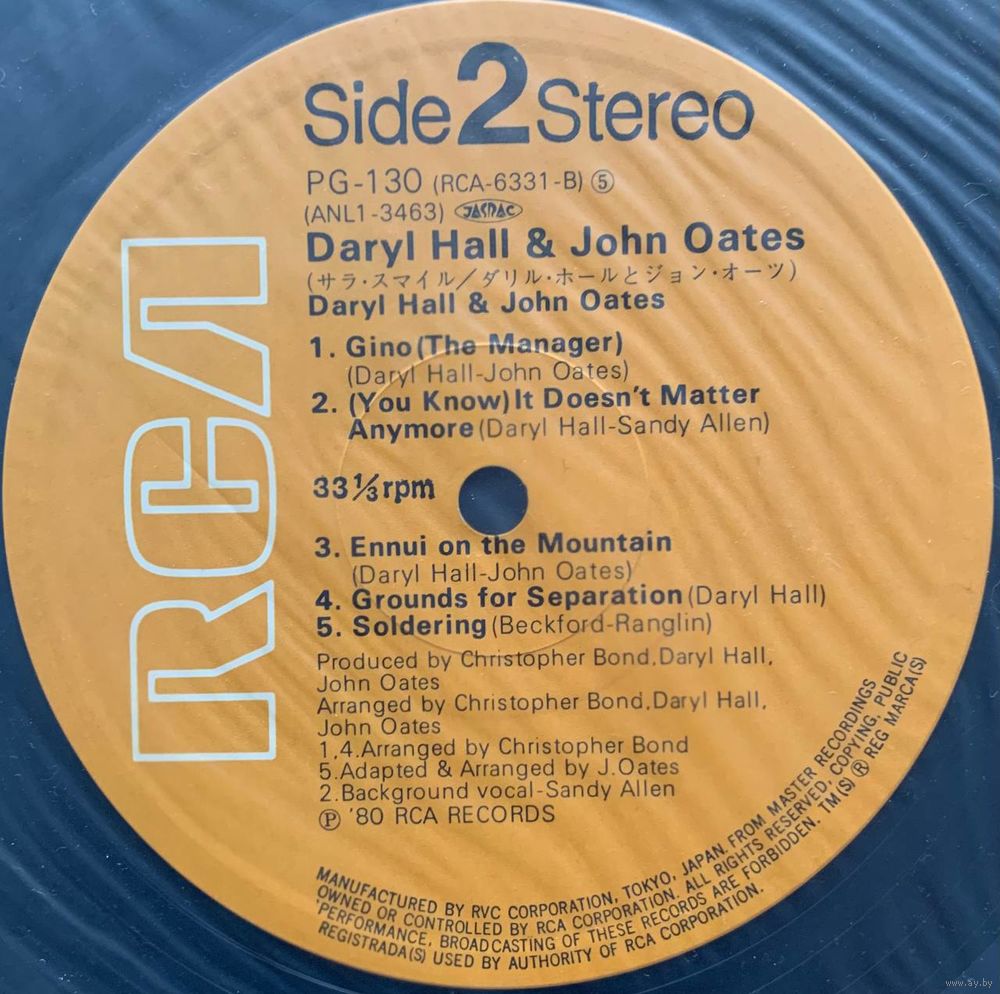 Side 2 Stereo
PG-130 (RCA-6331-B) ⑤
(ANL1-3463) JASRAC
Daryl Hall & John Oates
(サラ・スマイル/ダリル・ホールとジョン・オーツ)
Daryl Hall & John Oates
1. Gino (The Manager)
(Daryl Hall-John Oates)
2. (You Know) It Doesn't Matter
Anymore (Daryl Hall-Sandy Allen)
33 1/3 rpm
3. Ennui on the Mountain
(Daryl Hall-John Oates)
4. Grounds for Separation (Daryl Hall)
5. Soldering (Beckford-Ranglin)
Produced by Christopher Bond, Daryl Hall,
John Oates
Arranged by Christopher Bond, Daryl Hall,
John Oates
1,4. Arranged by Christopher Bond
5. Adapted & Arranged by J. Oates
2. Background vocal-Sandy Allen
Ⓟ '80 RCA RECORDS
RCA
MANUFACTURED BY RVC CORPORATION, TOKYO, JAPAN. FROM MASTER RECORDINGS
OWNED OR CONTROLLED BY RCA CORPORATION. ALL RIGHTS RESERVED, COPYING, PUBLIC
'PERFORMANCE, BROADCASTING OF THESE RECORDS ARE FORBIDDEN. TM(S) ® REG MARCA(S)
REGISTRADA(S) USED BY AUTHORITY OF RCA CORPORATION.
www.ay.by